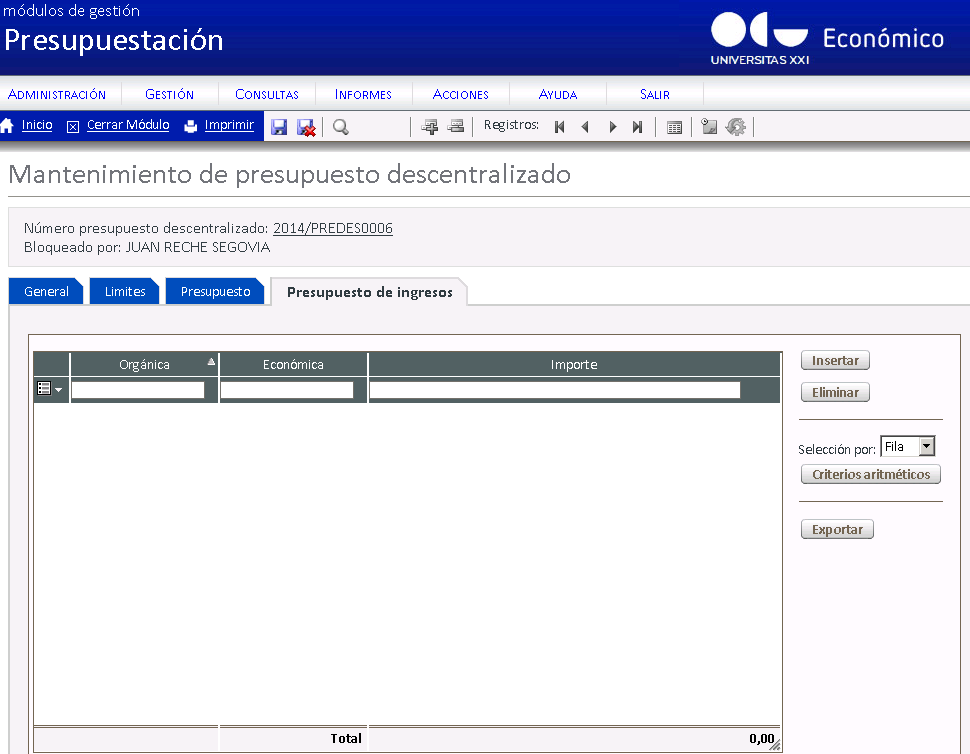 módulos de gestión
Presupuestación
UNIVERSITAS XXI
Económico
ADMINISTRACIÓN GESTIÓN CONSULTAS INFORMES ACCIONES AYUDA SALIR
Inicio Cerrar Módulo Imprimir Registros:
Mantenimiento de presupuesto descentralizado
Número presupuesto descentralizado: 2014/PREDES0006
Bloqueado por: JUAN RECHE SEGOVIA
General Limites Presupuesto Presupuesto de ingresos
Orgánica Económica Importe
Insertar
Eliminar
Selección por: Fila
Criterios aritméticos
Exportar
Total 0,00